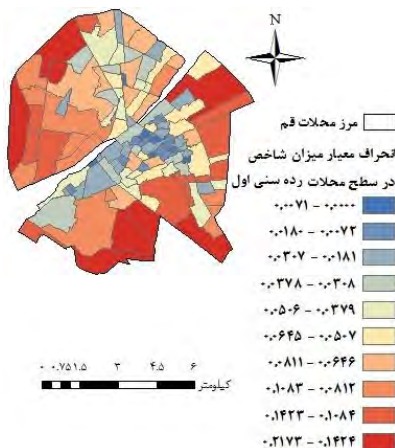 N
مرز محلات قم
انحراف معیار میزان شاخص
در سطح محلات رده سنی اول
۰.۰۰۷۱ - ۰.۰۰۰۰
۰.۰۱۸۰ - ۰.۰۰۷۲
۰.۰۳۰۷ - ۰.۰۱۸۱
۰.۰۳۷۸ - ۰.۰۳۰۸
۰.۰۵۰۶ - ۰.۰۳۷۹
۰.۰۶۴۵ - ۰.۰۵۰۷
۰.۰۸۱۱ - ۰.۰۶۴۶
۰.۱۰۸۳ - ۰.۰۸۱۲
۰.۱۴۲۳ - ۰.۱۰۸۴
۰.۲۱۷۳ - ۰.۱۴۲۴
۰ ۰.۷۵ ۱.۵ ۳ ۴.۵ ۶
کیلومتر